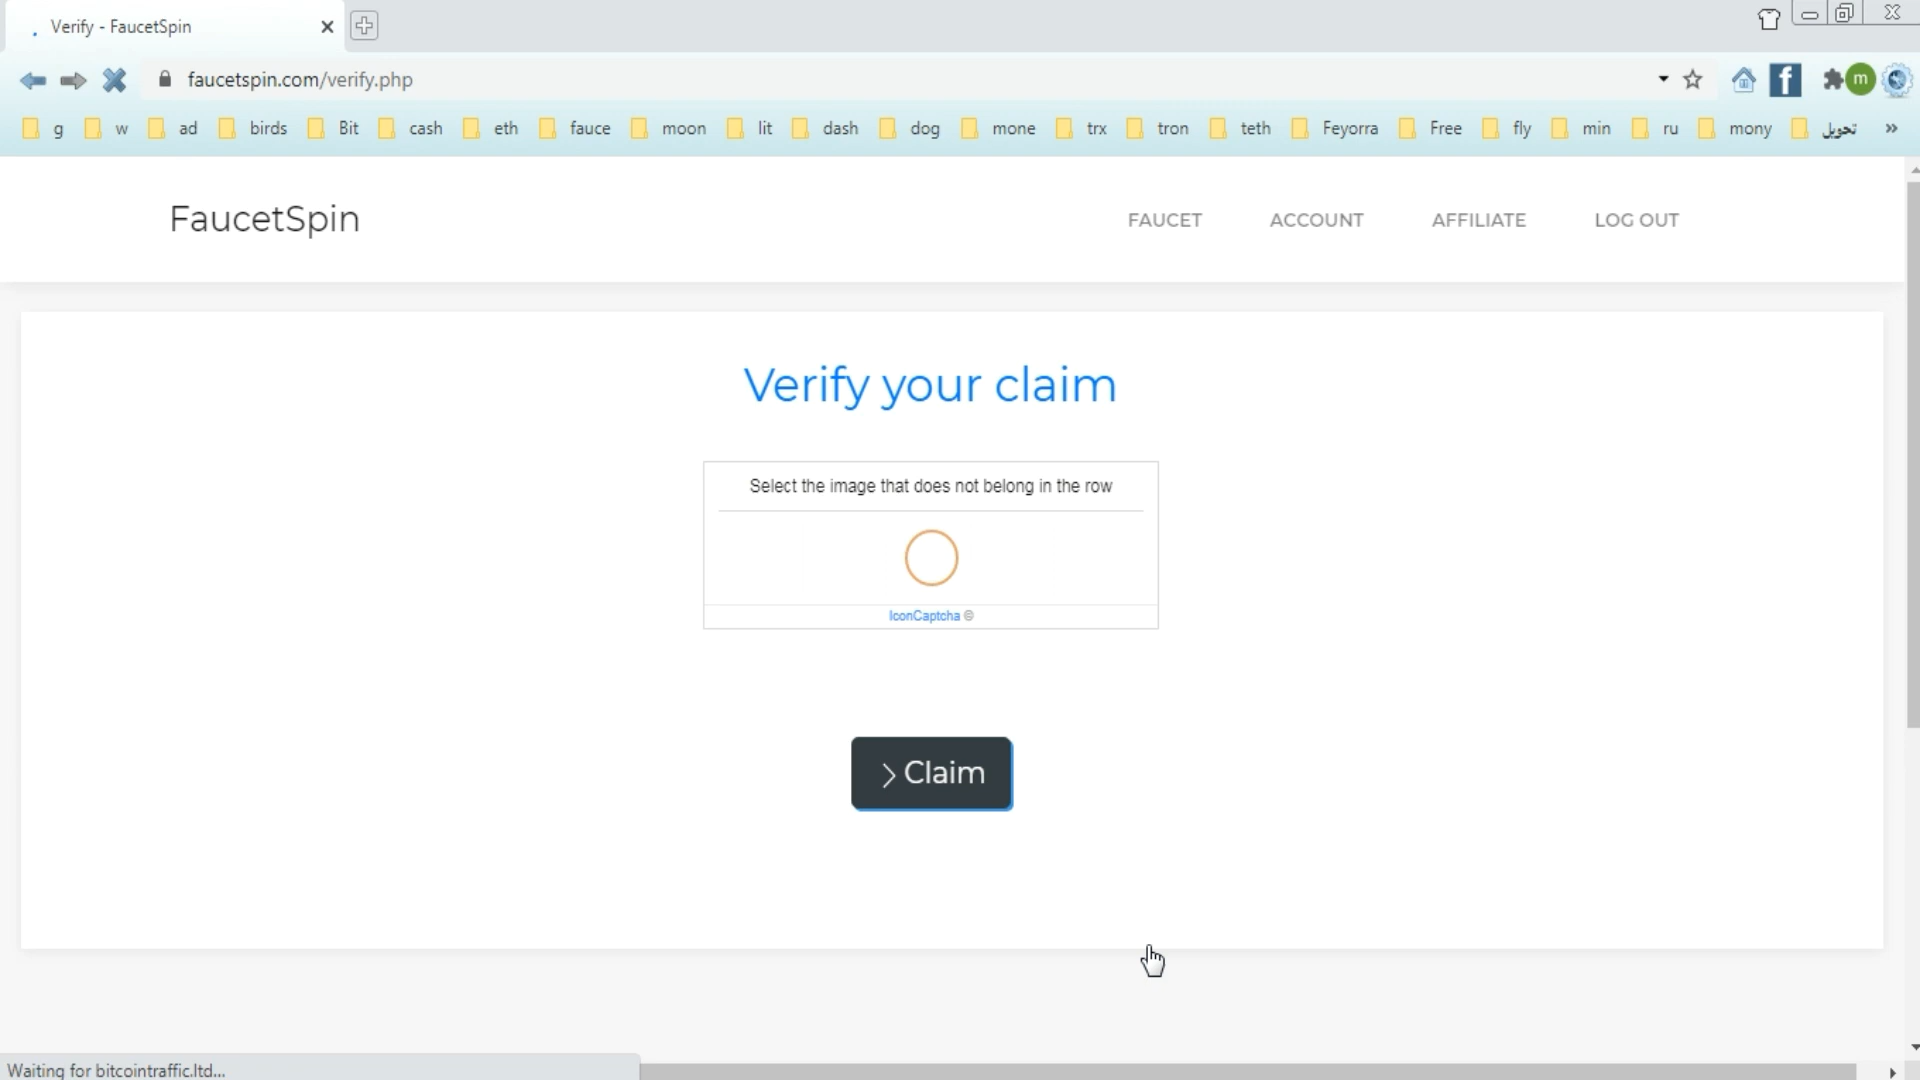 Verify - FaucetSpin
faucetspin.com/verify.php
f m
g w ad birds Bit cash eth fauce moon lit dash dog mone trx tron teth Feyorra Free fly min ru mony تحويل »
FaucetSpin FAUCET ACCOUNT AFFILIATE LOG OUT
Verify your claim
Select the image that does not belong in the row
IconCaptcha ©
> Claim
Waiting for bitcointraffic.ltd...